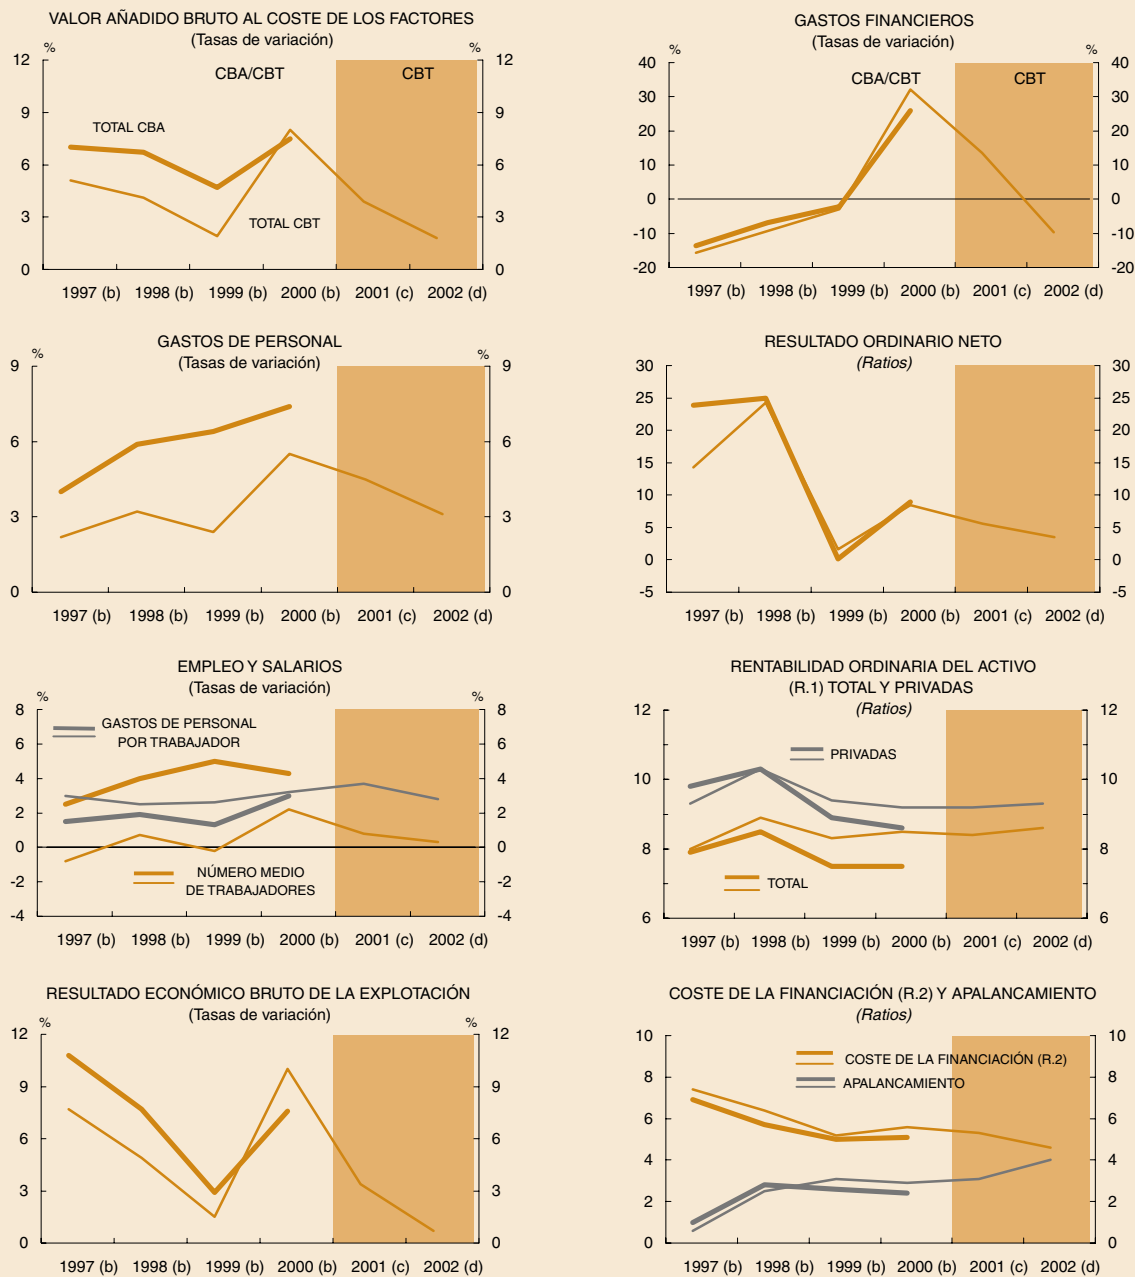 VALOR AÑADIDO BRUTO AL COSTE DE LOS FACTORES
(Tasas de variación)
% %
12 CBA/CBT CBT 12
9 9
TOTAL CBA
6 6
3 TOTAL CBT 3
0 0
1997 (b) 1998 (b) 1999 (b) 2000 (b) 2001 (c) 2002 (d)
GASTOS FINANCIEROS
(Tasas de variación)
% %
40 CBA/CBT CBT 40
30 30
20 20
10 10
0 0
-10 -10
-20 -20
1997 (b) 1998 (b) 1999 (b) 2000 (b) 2001 (c) 2002 (d)
GASTOS DE PERSONAL
(Tasas de variación)
% %
9 9
6 6
3 3
0 0
1997 (b) 1998 (b) 1999 (b) 2000 (b) 2001 (c) 2002 (d)
RESULTADO ORDINARIO NETO
(Ratios)
30 30
25 25
20 20
15 15
10 10
5 5
0 0
-5 -5
1997 (b) 1998 (b) 1999 (b) 2000 (b) 2001 (c) 2002 (d)
EMPLEO Y SALARIOS
(Tasas de variación)
% %
8 8
GASTOS DE PERSONAL
POR TRABAJADOR
6 6
4 4
2 2
0 0
NÚMERO MEDIO
DE TRABAJADORES
-2 -2
-4 -4
1997 (b) 1998 (b) 1999 (b) 2000 (b) 2001 (c) 2002 (d)
RENTABILIDAD ORDINARIA DEL ACTIVO
(R.1) TOTAL Y PRIVADAS
(Ratios)
12 12
PRIVADAS
10 10
8 8
TOTAL
6 6
1997 (b) 1998 (b) 1999 (b) 2000 (b) 2001 (c) 2002 (d)
RESULTADO ECONÓMICO BRUTO DE LA EXPLOTACIÓN
(Tasas de variación)
% %
12 12
9 9
6 6
3 3
0 0
1997 (b) 1998 (b) 1999 (b) 2000 (b) 2001 (c) 2002 (d)
COSTE DE LA FINANCIACIÓN (R.2) Y APALANCAMIENTO
(Ratios)
10 10
COSTE DE LA FINANCIACIÓN (R.2)
8 APALANCAMIENTO 8
6 6
4 4
2 2
0 0
1997 (b) 1998 (b) 1999 (b) 2000 (b) 2001 (c) 2002 (d)